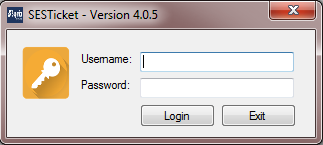 SESTicket - Version 4.0.5
Username:
Password:
Login Exit